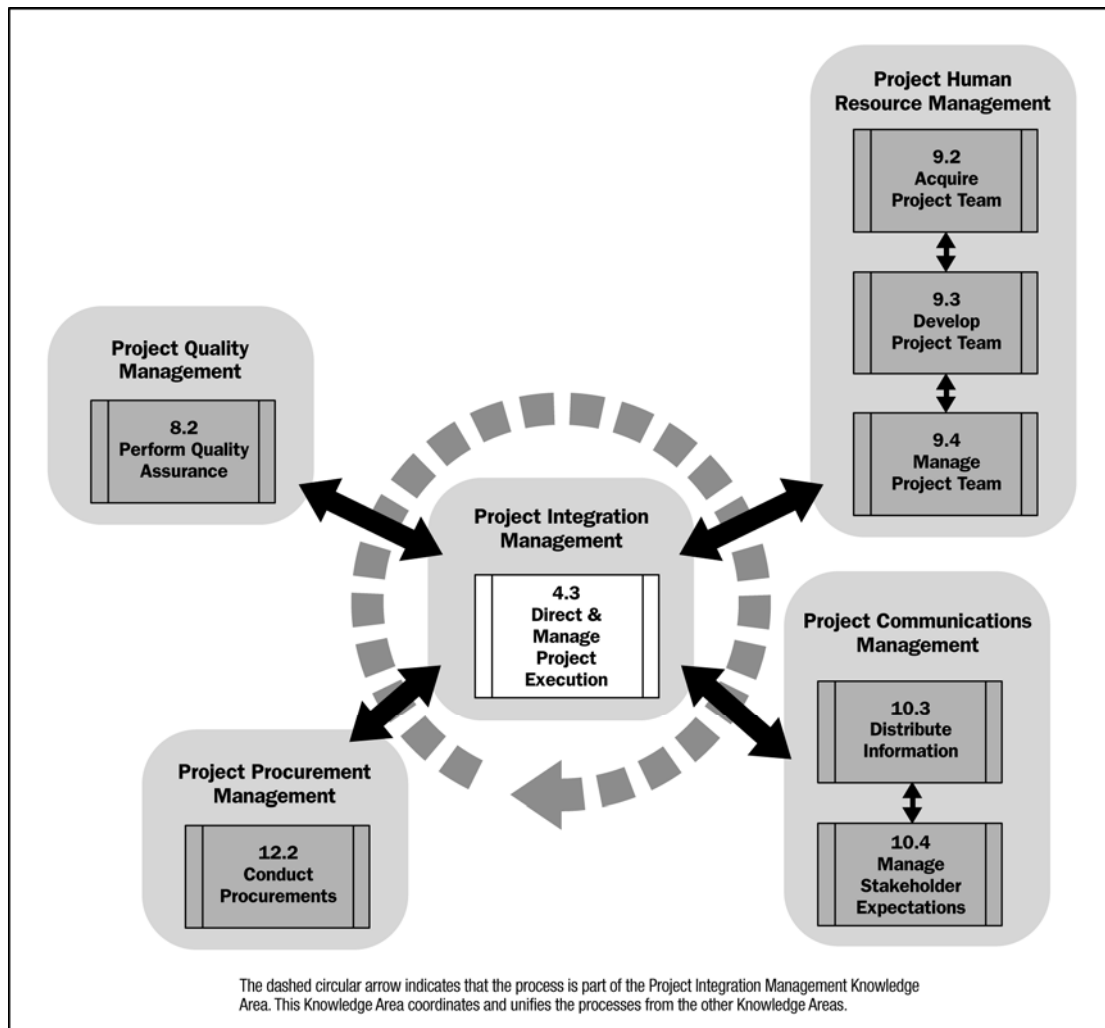 Project Human
Resource Management
9.2
Acquire
Project Team
9.3
Develop
Project Team
9.4
Manage
Project Team
Project Quality
Management
8.2
Perform Quality
Assurance
Project Integration
Management
4.3
Direct &
Manage
Project
Execution
Project Communications
Management
10.3
Distribute
Information
10.4
Manage
Stakeholder
Expectations
Project Procurement
Management
12.2
Conduct
Procurements
The dashed circular arrow indicates that the process is part of the Project Integration Management Knowledge
Area. This Knowledge Area coordinates and unifies the processes from the other Knowledge Areas.